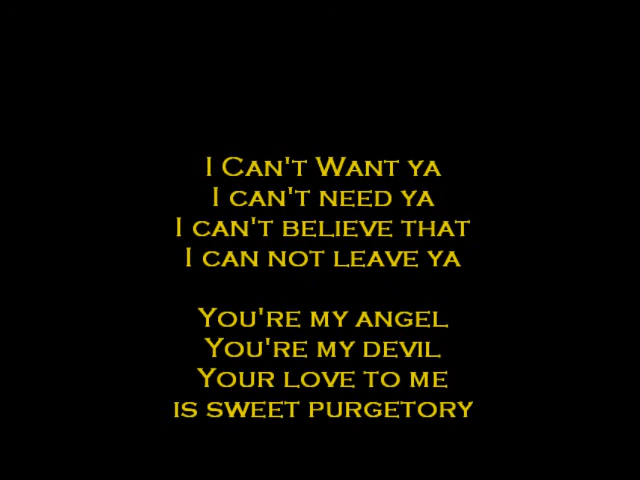 I Can't Want ya
I can't need ya
I can't believe that
I can not leave ya
You're my angel
You're my devil
Your love to me
is sweet purgetory